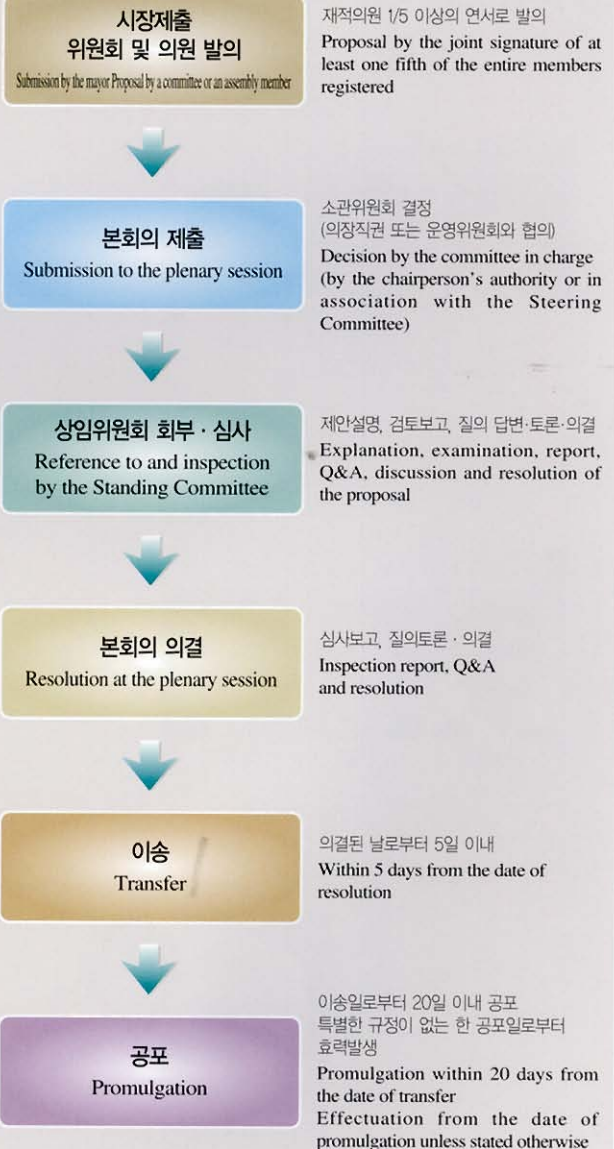 시장제출
위원회 및 의원 발의
Submission by the mayor Proposal by a committee or an assembly member
재적의원 1/5 이상의 연서로 발의
Proposal by the joint signature of at
least one fifth of the entire members
registered
본회의 제출
Submission to the plenary session
소관위원회 결정
(의장직권 또는 운영위원회와 협의)
Decision by the committee in charge
(by the chairperson's authority or in
association with the Steering
Committee)
상임위원회 회부 · 심사
Reference to and inspection
by the Standing Committee
제안설명, 검토보고, 질의 답변·토론·의결
Explanation, examination, report,
Q&A, discussion and resolution of
the proposal
본회의 의결
Resolution at the plenary session
심사보고, 질의토론 · 의결
Inspection report, Q&A
and resolution
이송
Transfer
의결된 날로부터 5일 이내
Within 5 days from the date of
resolution
공포
Promulgation
이송일로부터 20일 이내 공포
특별한 규정이 없는 한 공포일로부터
효력발생
Promulgation within 20 days from
the date of transfer
Effectuation from the date of
promulgation unless stated otherwise